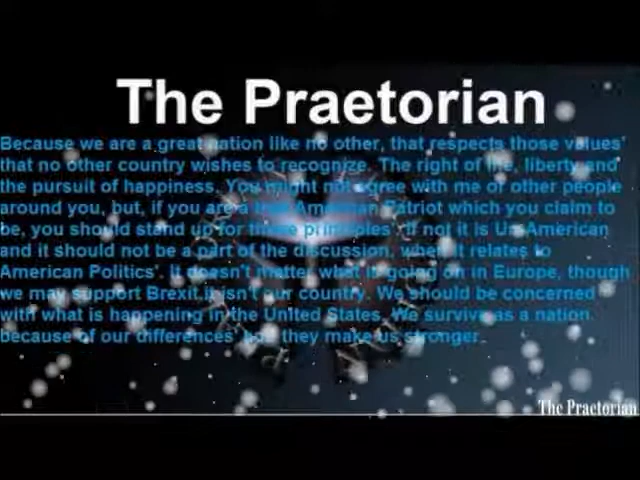 The Praetorian
Because we are a great nation like no other, that respects those values'
that no other country wishes to recognize. The right of life, liberty and
the pursuit of happiness. You might not agree with me or other people
around you, but, if you are a true American Patriot which you claim to
be, you should stand up for those principles'. If not it is Un-American
and it should not be a part of the discussion, when it relates to
American Politics'. It doesn't matter what is going on in Europe, though
we may support Brexit it isn't our country. We should be concerned
with what is happening in the United States. We survive as a nation
because of our differences' they make us stronger.
The Praetorian